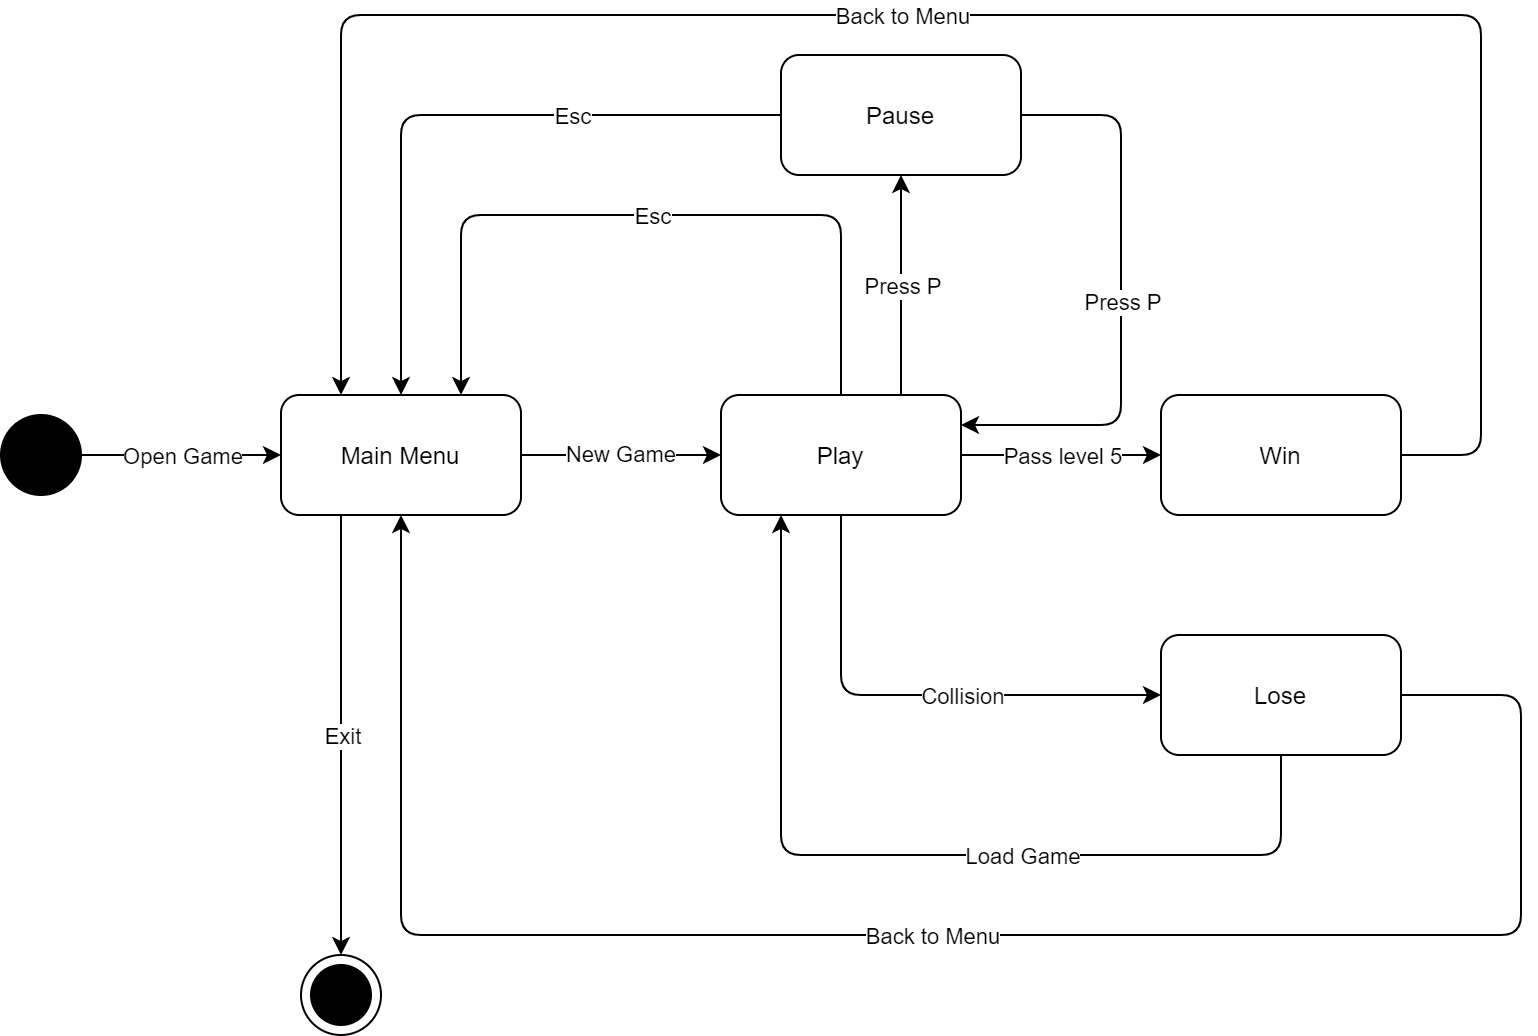 Back to Menu
Pause
Esc
Esc
Press P
Press P
Open Game
Main Menu
New Game
Play
Pass level 5
Win
Collision
Lose
Exit
Load Game
Back to Menu